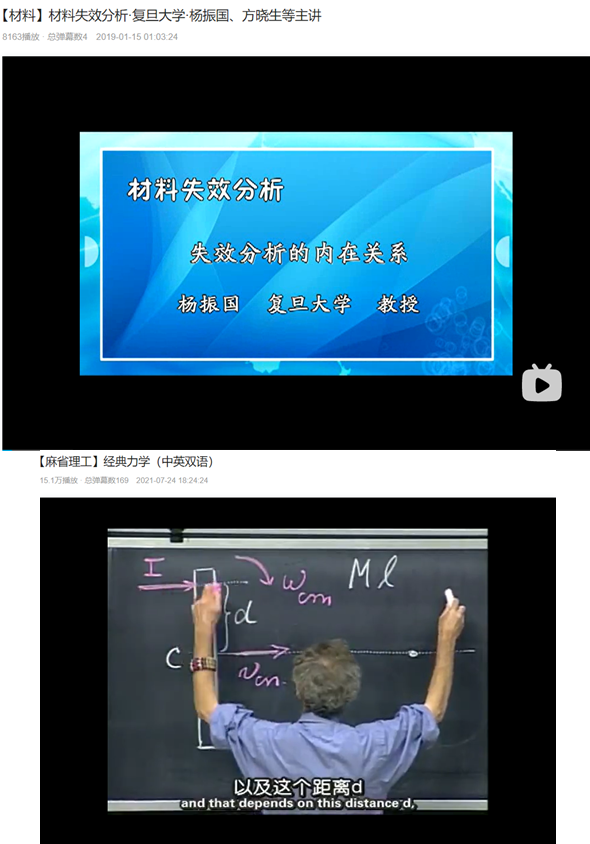 【材料】材料失效分析·复旦大学·杨振国、方晓生等主讲
8163播放 · 总弹幕数4 2019-01-15 01:03:24
材料失效分析
失效分析的内在关系
杨振国 复旦大学 教授
【麻省理工】经典力学（中英双语）
15.1万播放 · 总弹幕数169 2021-07-24 18:24:24
I
ω cm
M l
d
C
v cm
以及这个距离d
and that depends on this distance d,